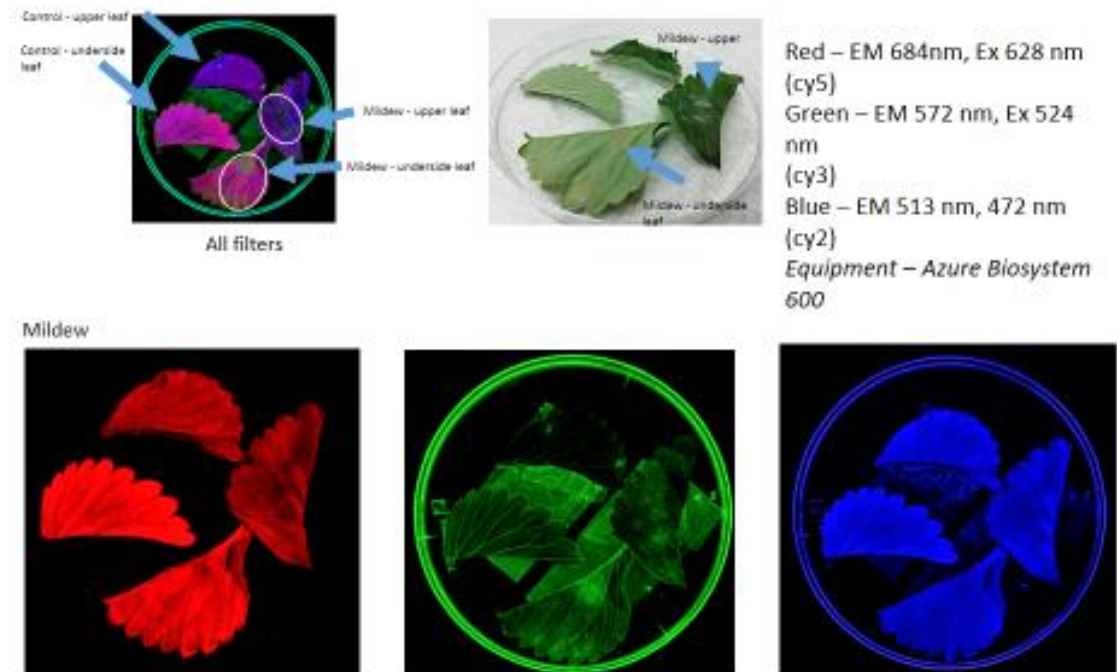 Control - upper leaf
Control - underside
leaf
Mildew - upper leaf
Mildew - underside leaf
All filters
Mildew - upper
Mildew - underside
leaf
Red – EM 684nm, Ex 628 nm
(cy5)
Green – EM 572 nm, Ex 524
nm
(cy3)
Blue – EM 513 nm, 472 nm
(cy2)
Equipment – Azure Biosystem
600
Mildew